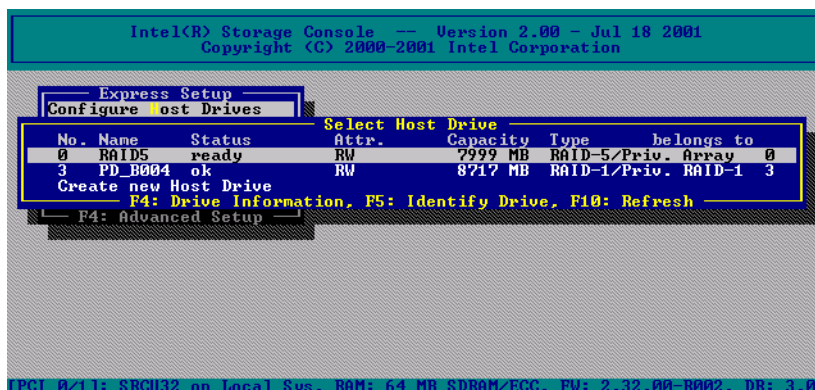 Intel(R) Storage Console -- Version 2.00 - Jul 18 2001
Copyright (C) 2000-2001 Intel Corporation
Express Setup
Configure Host Drives
Select Host Drive
No. Name Status Attr. Capacity Type belongs to
0 RAID5 ready RW 7999 MB RAID-5/Priv. Array 0
3 PD_B004 ok RW 8717 MB RAID-1/Priv. RAID-1 3
Create new Host Drive
F4: Drive Information, F5: Identify Drive, F10: Refresh
F4: Advanced Setup
[PCI 0/1]: SRCU32 on Local Sys. RAM: 64 MB SDRAM/ECC, FW: 2.32.00-R002, DR: 3.0